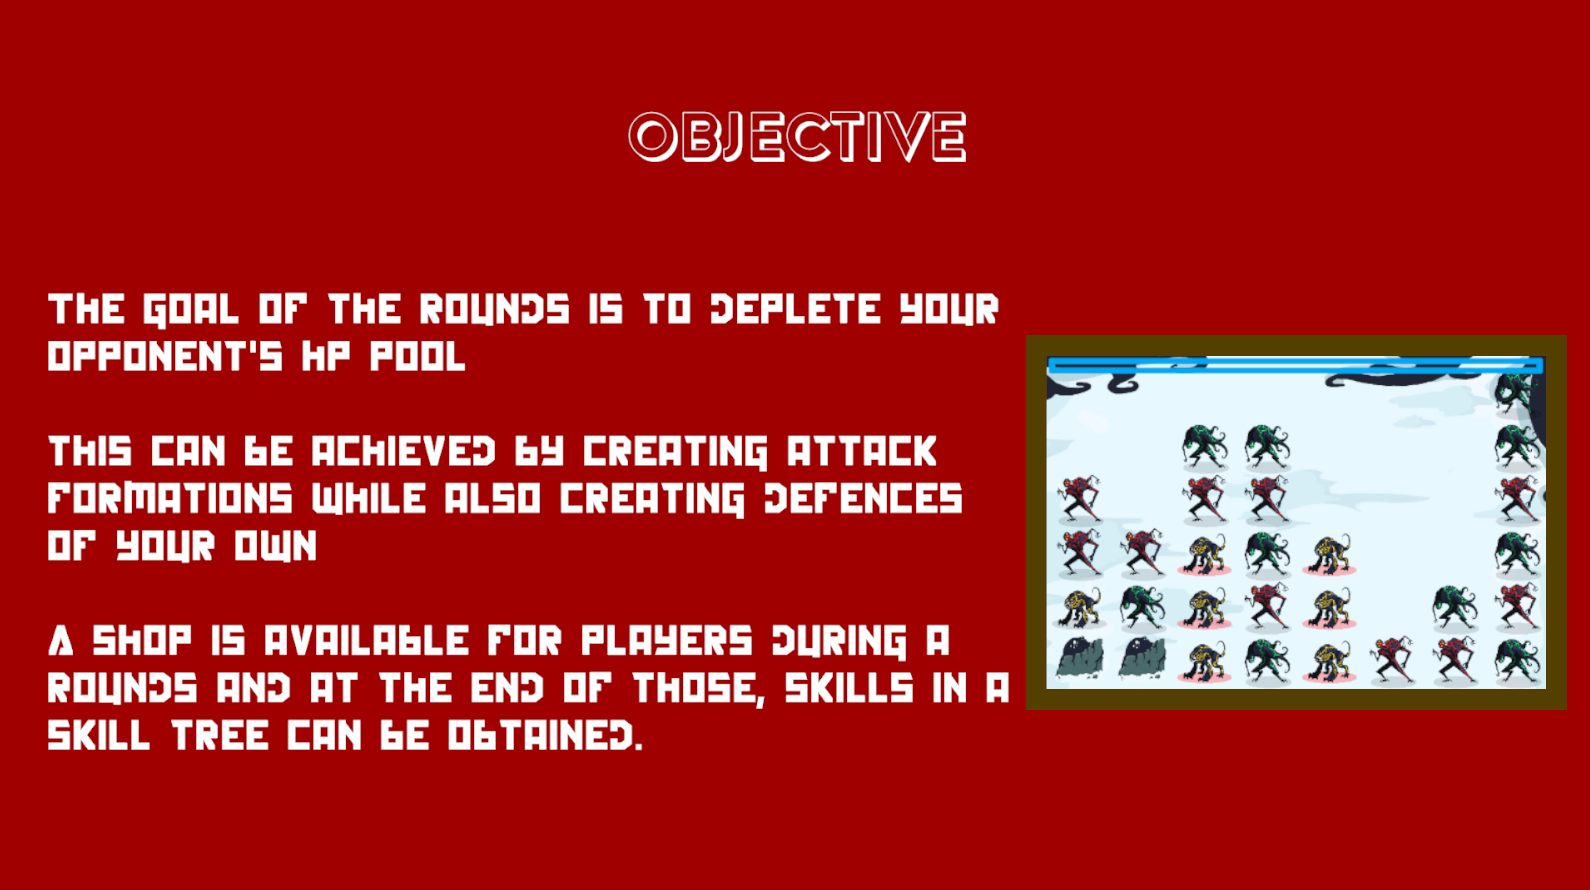 OBJECTIVE
THE GOAL OF THE ROUNDS IS TO DEPLETE YOUR
OPPONENT'S HP POOL
THIS CAN BE ACHIEVED BY CREATING ATTACK
FORMATIONS WHILE ALSO CREATING DEFENCES
OF YOUR OWN
A SHOP IS AVAILABLE FOR PLAYERS DURING A
ROUNDS AND AT THE END OF THOSE, SKILLS IN A
SKILL TREE CAN BE OBTAINED.